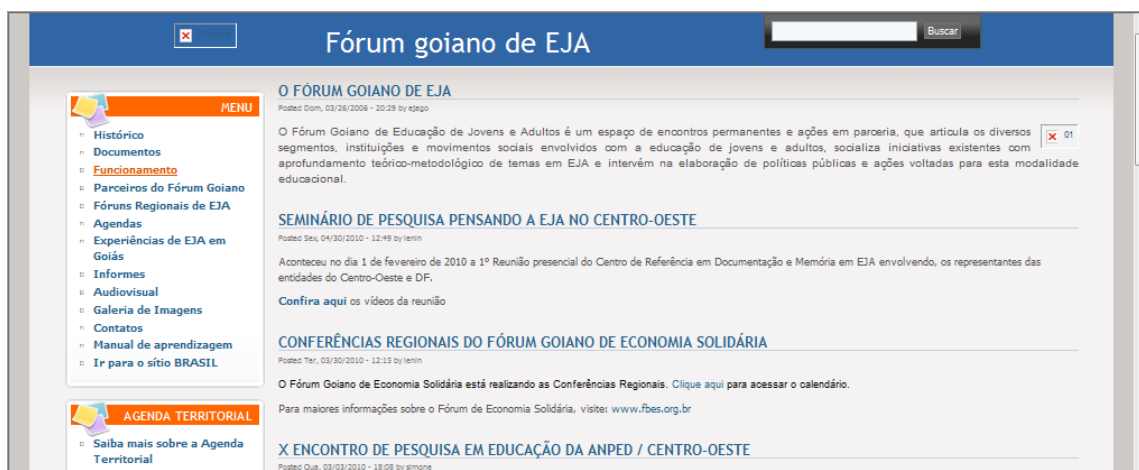 Fórum goiano de EJA
Buscar
MENU
Histórico
Documentos
Funcionamento
Parceiros do Fórum Goiano
Fóruns Regionais de EJA
Agendas
Experiências de EJA em
Goiás
Informes
Audiovisual
Galeria de Imagens
Contatos
Manual de aprendizagem
Ir para o sítio BRASIL
AGENDA TERRITORIAL
Saiba mais sobre a Agenda
Territorial
O FÓRUM GOIANO DE EJA
Posted Dom, 03/26/2006 - 20:29 by ejago
O Fórum Goiano de Educação de Jovens e Adultos é um espaço de encontros permanentes e ações em parceria, que articula os diversos
segmentos, instituições e movimentos sociais envolvidos com a educação de jovens e adultos, socializa iniciativas existentes com
aprofundamento teórico-metodológico de temas em EJA e intervém na elaboração de políticas públicas e ações voltadas para esta modalidade
educacional.
01
SEMINÁRIO DE PESQUISA PENSANDO A EJA NO CENTRO-OESTE
Posted Sex, 04/30/2010 - 12:49 by lenin
Aconteceu no dia 1 de fevereiro de 2010 a 1º Reunião presencial do Centro de Referência em Documentação e Memória em EJA envolvendo, os representantes das
entidades do Centro-Oeste e DF.
Confira aqui os vídeos da reunião
CONFERÊNCIAS REGIONAIS DO FÓRUM GOIANO DE ECONOMIA SOLIDÁRIA
Posted Ter, 03/30/2010 - 12:15 by lenin
O Fórum Goiano de Economia Solidária está realizando as Conferências Regionais. Clique aqui para acessar o calendário.
Para maiores informações sobre o Fórum de Economia Solidária, visite: www.fbes.org.br
X ENCONTRO DE PESQUISA EM EDUCAÇÃO DA ANPED / CENTRO-OESTE
Posted Qua, 03/03/2010 - 18:08 by simone